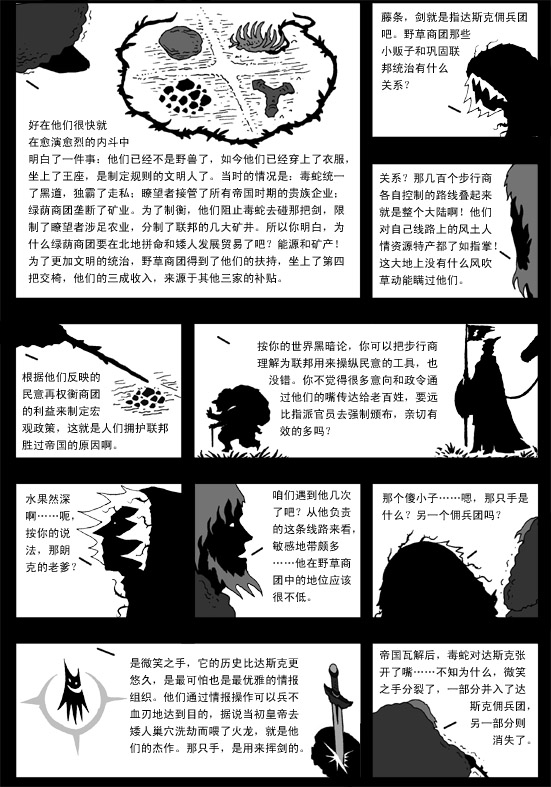 好在他们很快就
在愈演愈烈的内斗中
明白了一件事：他们已经不是野兽了，如今他们已经穿上了衣服，
坐上了王座，是制定规则的文明人了。当时的情况是：毒蛇统一
了黑道，独霸了走私；瞭望者接管了所有帝国时期的贵族企业；
绿荫商团垄断了矿业。为了制衡，他们阻止毒蛇去碰那把剑，限
制了瞭望者涉足农业，分制了联邦的几大矿井。所以你明白，为
什么绿荫商团要在北地拼命和矮人发展贸易了吧？能源和矿产！
为了更加文明的统治，野草商团得到了他们的扶持，坐上了第四
把交椅，他们的三成收入，来源于其他三家的补贴。
藤条，剑就是指达斯克佣兵团
吧。野草商团那些
小贩子和巩固联
邦统治有什么
关系？
关系？那几百个步行商
各自控制的路线叠起来
就是整个大陆啊！他们
对自己线路上的风土人
情资源特产都了如指掌！
这大地上没有什么风吹
草动能瞒过他们。
根据他们反映的
民意再权衡商团
的利益来制定宏
观政策，这就是人们拥护联邦
胜过帝国的原因啊。
按你的世界黑暗论，你可以把步行商
理解为联邦用来操纵民意的工具，也
没错。你不觉得很多意向和政令通
过他们的嘴传达给老百姓，要远
比指派官员去强制颁布，亲切有
效的多吗？
水果然深
啊……呃，
按你的说
法，那朗
克的老爹？
咱们遇到他几次
了吧？从他负责
的这条线路来看，
敏感地带颇多
……他在野草商
团中的地位应该
很不低。
那个傻小子……嗯，那只手是
什么？另一个佣兵团吗？
是微笑之手，它的历史比达斯克更
悠久，是最可怕也是最优雅的情报
组织。他们通过情报操作可以兵不
血刃地达到目的，据说当初皇帝去
矮人巢穴洗劫而喂了火龙，就是他
们的杰作。那只手，是用来挥剑的。
帝国瓦解后，毒蛇对达斯克张
开了嘴……不知为什么，微笑
之手分裂了，一部分并入了达
斯克佣兵团，
另一部分则
消失了。